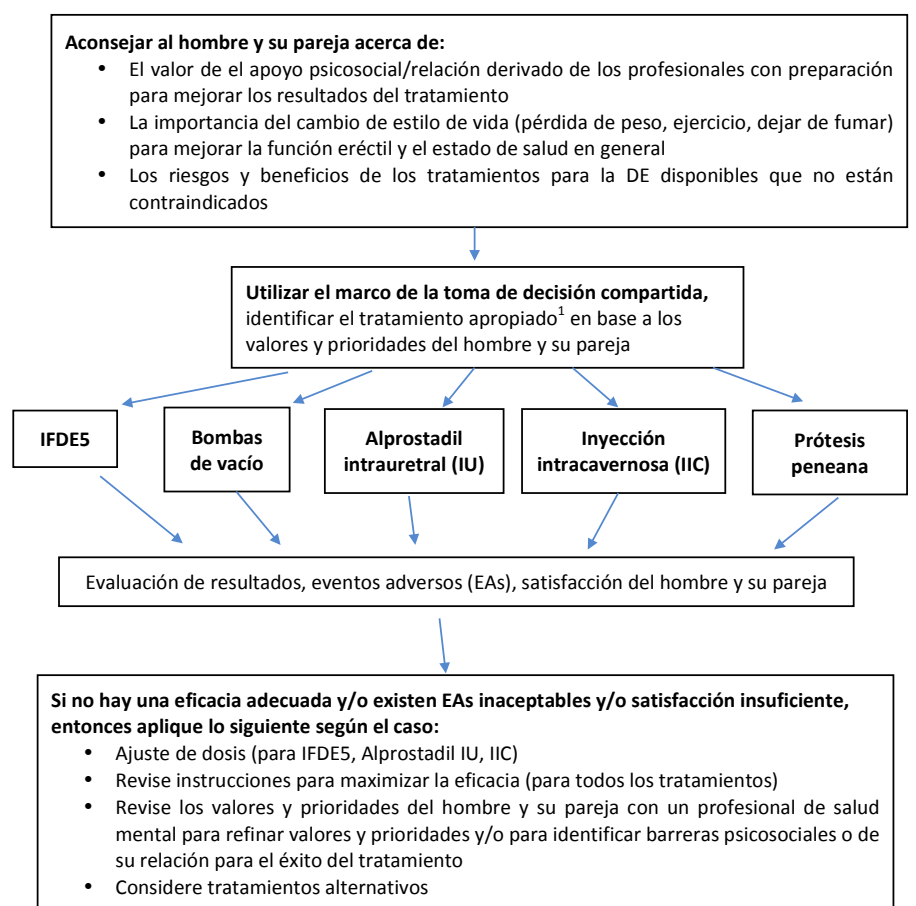 Aconsejar al hombre y su pareja acerca de:
• El valor de el apoyo psicosocial/relación derivado de los profesionales con preparación
para mejorar los resultados del tratamiento
• La importancia del cambio de estilo de vida (pérdida de peso, ejercicio, dejar de fumar)
para mejorar la función eréctil y el estado de salud en general
• Los riesgos y beneficios de los tratamientos para la DE disponibles que no están
contraindicados
Utilizar el marco de la toma de decisión compartida,
identificar el tratamiento apropiado¹ en base a los
valores y prioridades del hombre y su pareja
IFDE5
Bombas
de vacío
Alprostadil
intrauretral (IU)
Inyección
intracavernosa (IIC)
Prótesis
peneana
Evaluación de resultados, eventos adversos (EAs), satisfacción del hombre y su pareja
Si no hay una eficacia adecuada y/o existen EAs inaceptables y/o satisfacción insuficiente,
entonces aplique lo siguiente según el caso:
• Ajuste de dosis (para IFDE5, Alprostadil IU, IIC)
• Revise instrucciones para maximizar la eficacia (para todos los tratamientos)
• Revise los valores y prioridades del hombre y su pareja con un profesional de salud
mental para refinar valores y prioridades y/o para identificar barreras psicosociales o de
su relación para el éxito del tratamiento
• Considere tratamientos alternativos